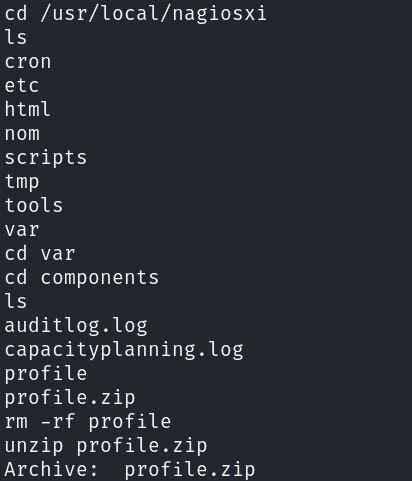 cd /usr/local/nagiosxi
ls
cron
etc
html
nom
scripts
tmp
tools
var
cd var
cd components
ls
auditlog.log
capacityplanning.log
profile
profile.zip
rm -rf profile
unzip profile.zip
Archive:  profile.zip